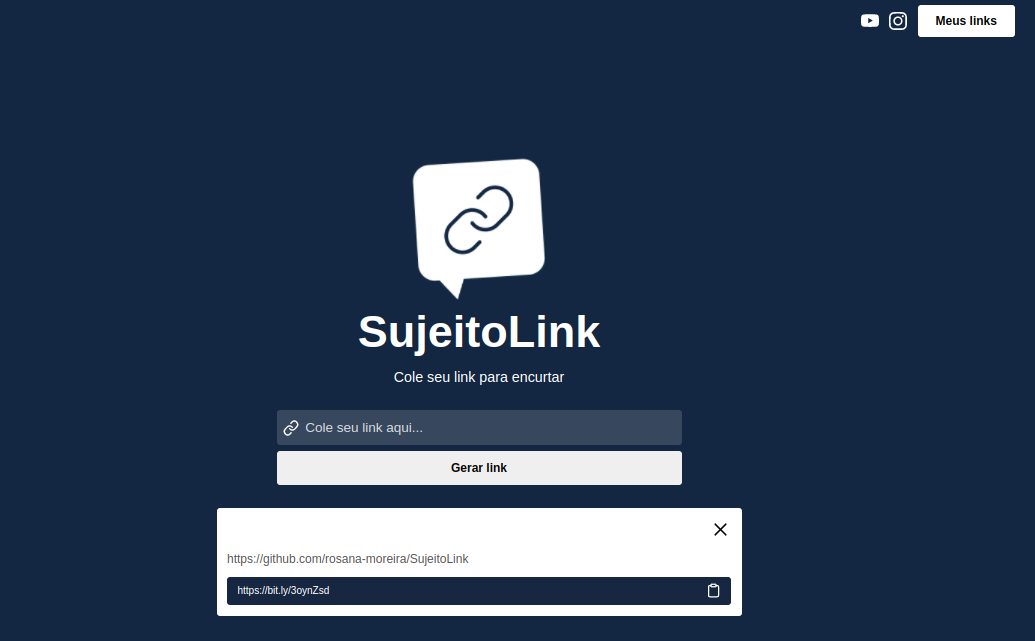 Meus links
SujeitoLink
Cole seu link para encurtar
Cole seu link aqui...
Gerar link
https://github.com/rosana-moreira/SujeitoLink
https://bit.ly/3oynZsd